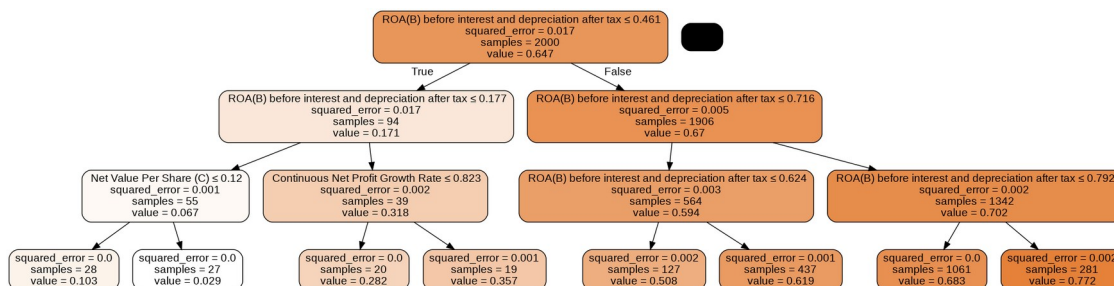 ROA(B) before interest and depreciation after tax ≤ 0.461
squared_error = 0.017
samples = 2000
value = 0.647
True
False
ROA(B) before interest and depreciation after tax ≤ 0.177
squared_error = 0.017
samples = 94
value = 0.171
ROA(B) before interest and depreciation after tax ≤ 0.716
squared_error = 0.005
samples = 1906
value = 0.67
Net Value Per Share (C) ≤ 0.12
squared_error = 0.001
samples = 55
value = 0.067
Continuous Net Profit Growth Rate ≤ 0.823
squared_error = 0.002
samples = 39
value = 0.318
ROA(B) before interest and depreciation after tax ≤ 0.624
squared_error = 0.003
samples = 564
value = 0.594
ROA(B) before interest and depreciation after tax ≤ 0.792
squared_error = 0.002
samples = 1342
value = 0.702
squared_error = 0.0
samples = 28
value = 0.103
squared_error = 0.0
samples = 27
value = 0.029
squared_error = 0.0
samples = 20
value = 0.282
squared_error = 0.001
samples = 19
value = 0.357
squared_error = 0.002
samples = 127
value = 0.508
squared_error = 0.001
samples = 437
value = 0.619
squared_error = 0.0
samples = 1061
value = 0.683
squared_error = 0.002
samples = 281
value = 0.772